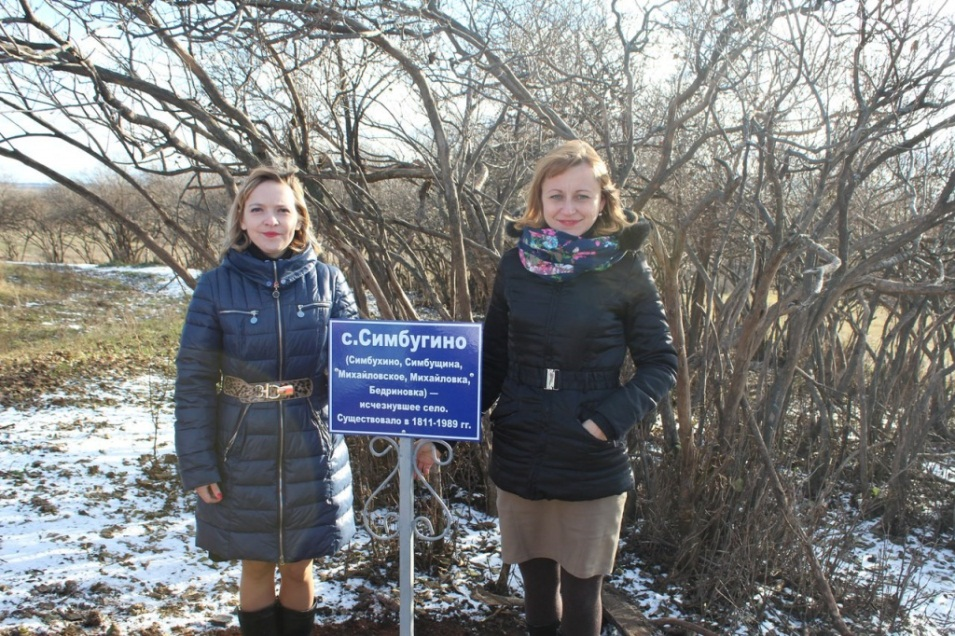 с.Симбугино
(Симбухино, Симбущина,
"Михайловское, Михайловка,"
Бедриновка) —
исчезнувшее село.
Существовало в 1811-1989 гг.